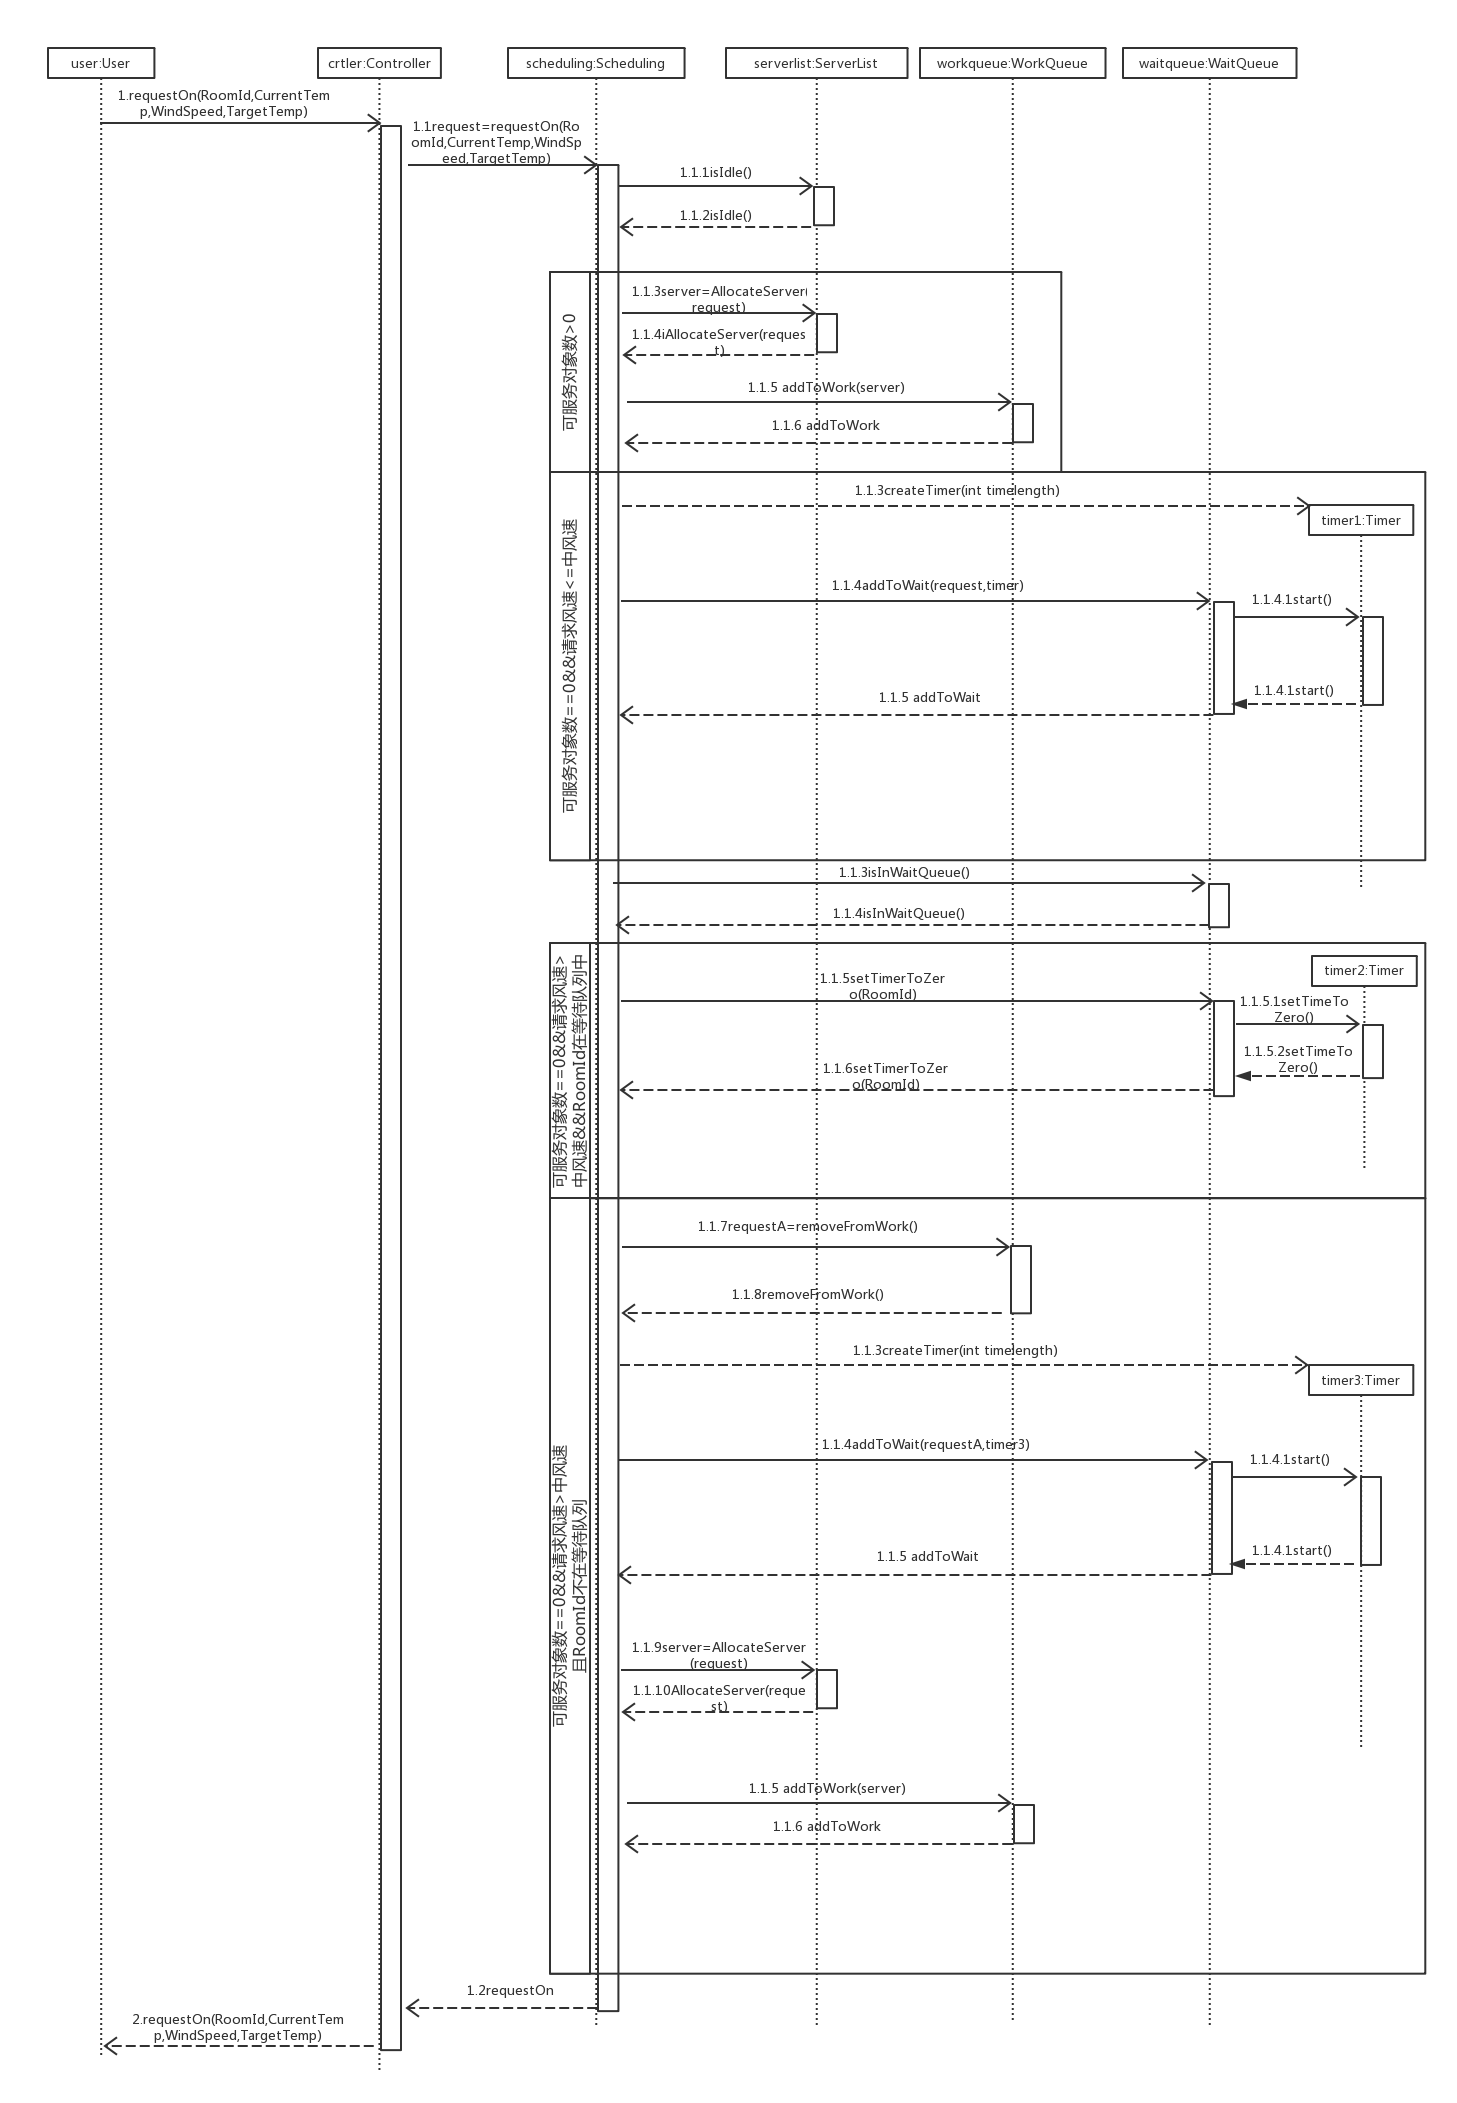 user:User
crtler:Controller
scheduling:Scheduling
serverlist:ServerList
workqueue:WorkQueue
waitqueue:WaitQueue
1.requestOn(RoomId,CurrentTem
p,WindSpeed,TargetTemp)
1.1request=requestOn(Ro
omId,CurrentTemp,WindSp
eed,TargetTemp)
1.1.1isIdle()
1.1.2isIdle()
可服务对象数>0
1.1.3server=AllocateServer(
request)
1.1.4iAllocateServer(reques
t)
1.1.5 addToWork(server)
1.1.6 addToWork
可服务对象数==0&&请求风速<=中风速
1.1.3createTimer(int timelength)
timer1:Timer
1.1.4addToWait(request,timer)
1.1.4.1start()
1.1.4.1start()
1.1.5 addToWait
1.1.3isInWaitQueue()
1.1.4isInWaitQueue()
可服务对象数==0&&请求风速>
中风速&&RoomId在等待队列中
timer2:Timer
1.1.5setTimerToZer
o(RoomId)
1.1.5.1setTimeTo
Zero()
1.1.5.2setTimeTo
Zero()
1.1.6setTimerToZer
o(RoomId)
可服务对象数==0&&请求风速>中风速
且RoomId不在等待队列
1.1.7requestA=removeFromWork()
1.1.8removeFromWork()
1.1.3createTimer(int timelength)
timer3:Timer
1.1.4addToWait(requestA,timer3)
1.1.4.1start()
1.1.4.1start()
1.1.5 addToWait
1.1.9server=AllocateServer
(request)
1.1.10AllocateServer(reque
st)
1.1.5 addToWork(server)
1.1.6 addToWork
1.2requestOn
2.requestOn(RoomId,CurrentTem
p,WindSpeed,TargetTemp)